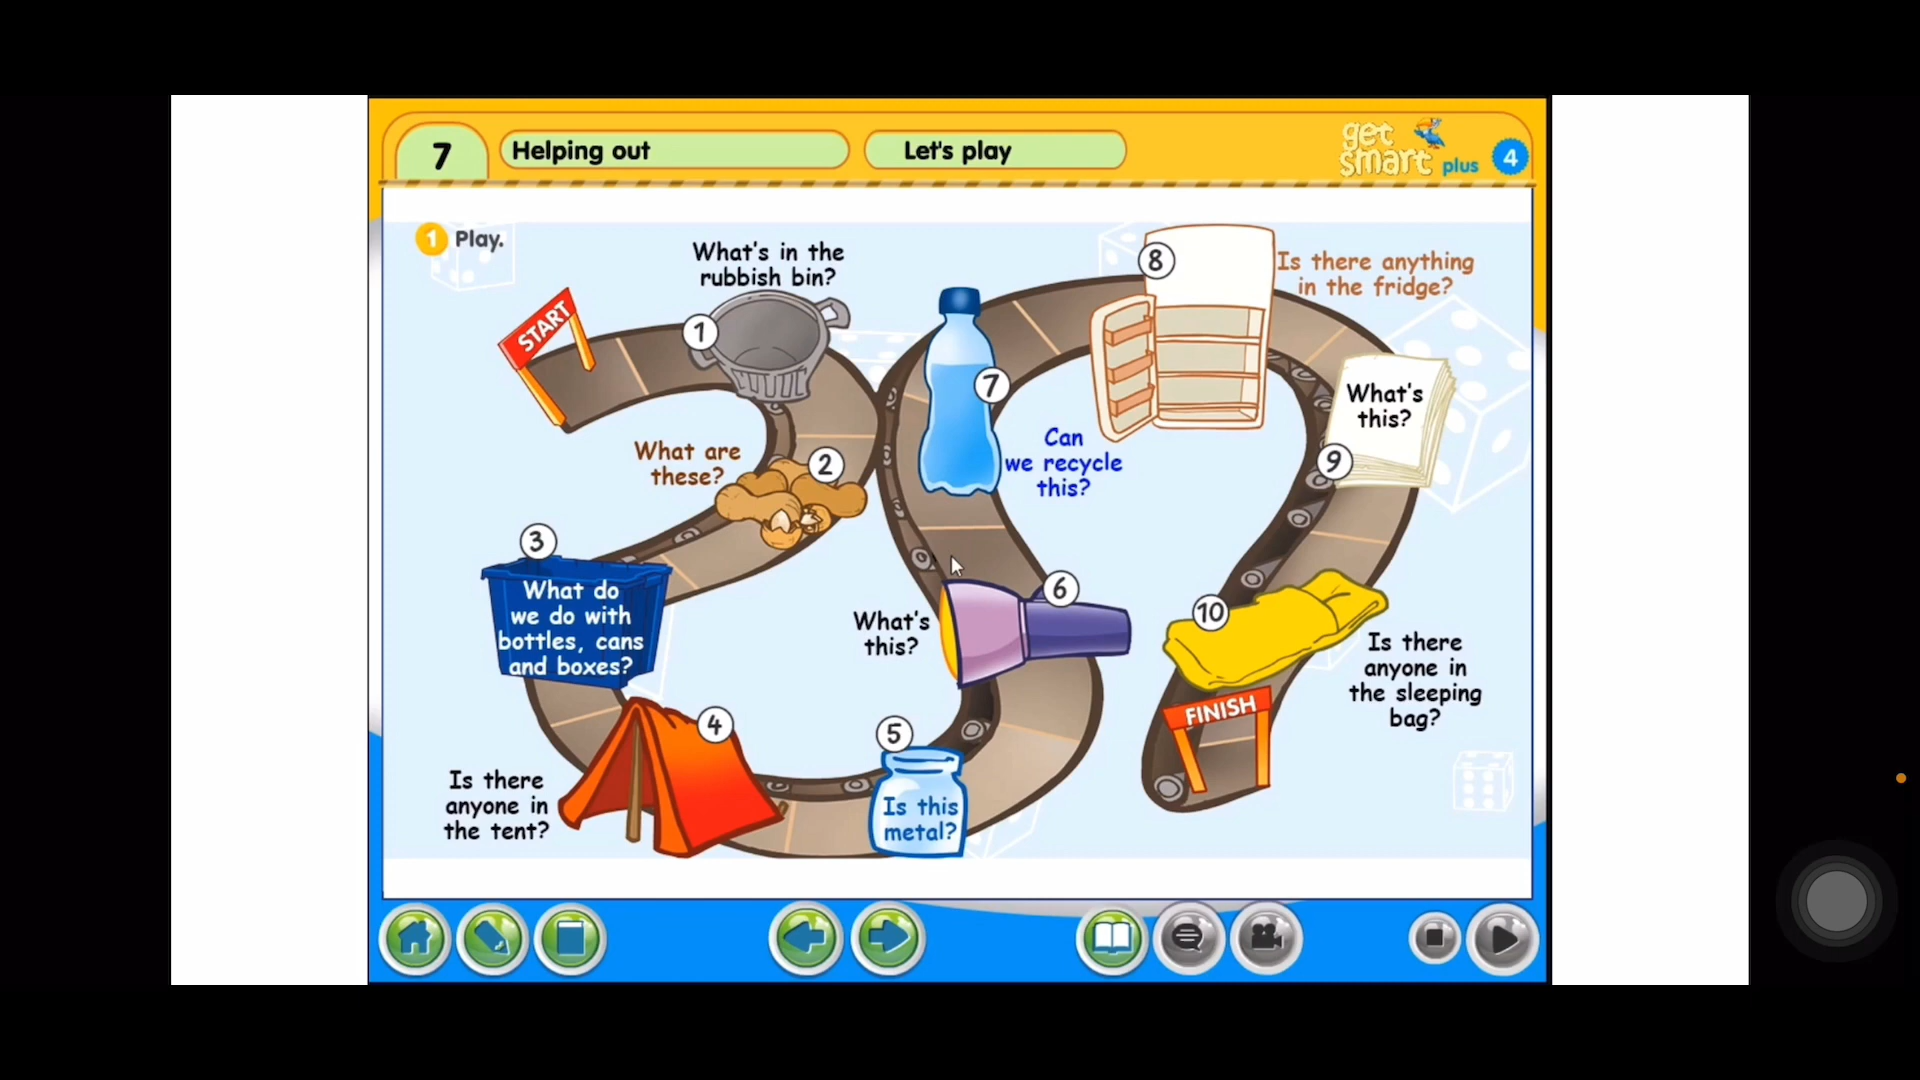 7
Helping out
Let's play
get
smart plus 4
1 Play.
START
What's in the
rubbish bin?
1
What are
these?
2
3
What do
we do with
bottles, cans
and boxes?
4
Is there
anyone in
the tent?
5
Is this
metal?
6
What's
this?
7
Can
we recycle
this?
8
Is there anything
in the fridge?
9
What's
this?
10
Is there
anyone in
the sleeping
bag?
FINISH